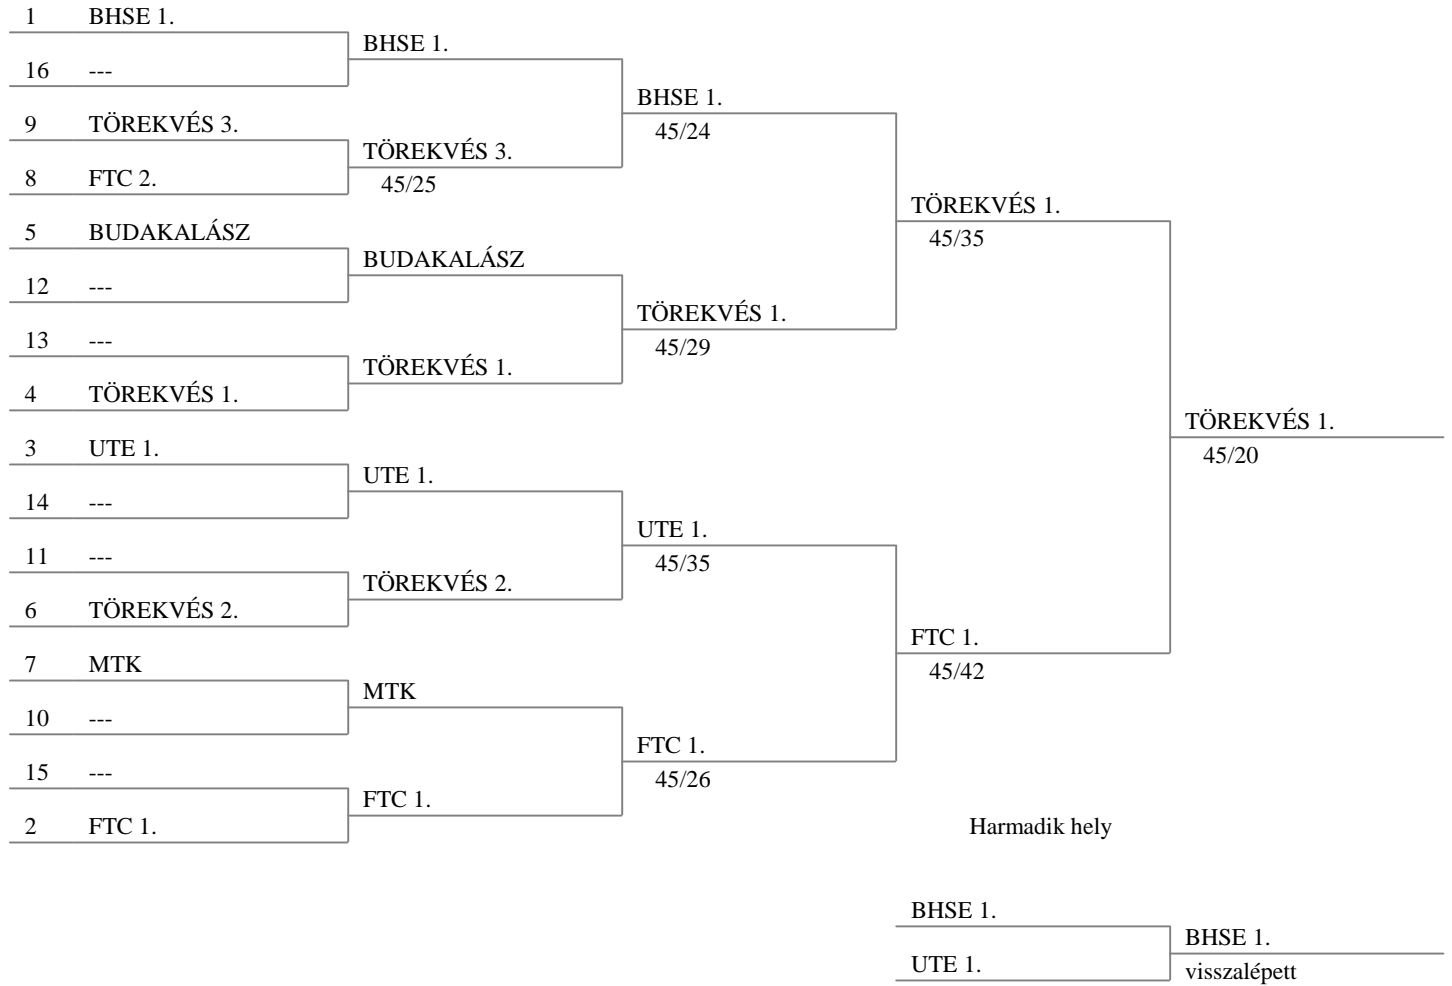 1 BHSE 1.
16 ---
9 TÖREKVÉS 3.
8 FTC 2.
5 BUDAKALÁSZ
12 ---
13 ---
4 TÖREKVÉS 1.
3 UTE 1.
14 ---
11 ---
6 TÖREKVÉS 2.
7 MTK
10 ---
15 ---
2 FTC 1.
BHSE 1.
TÖREKVÉS 3.
45/25
BUDAKALÁSZ
TÖREKVÉS 1.
UTE 1.
TÖREKVÉS 2.
MTK
FTC 1.
BHSE 1.
45/24
TÖREKVÉS 1.
45/29
UTE 1.
45/35
FTC 1.
45/26
TÖREKVÉS 1.
45/35
FTC 1.
45/42
TÖREKVÉS 1.
45/20
Harmadik hely
BHSE 1.
UTE 1.
BHSE 1.
visszalépett